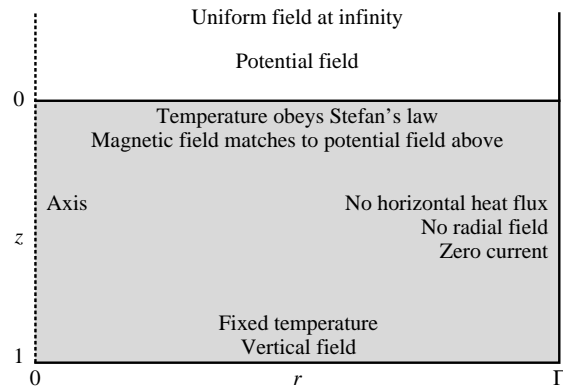 Uniform field at infinity
Potential field
0
Temperature obeys Stefan's law
Magnetic field matches to potential field above
Axis
No horizontal heat flux
No radial field
z
Zero current
Fixed temperature
1
Vertical field
0
r
Γ